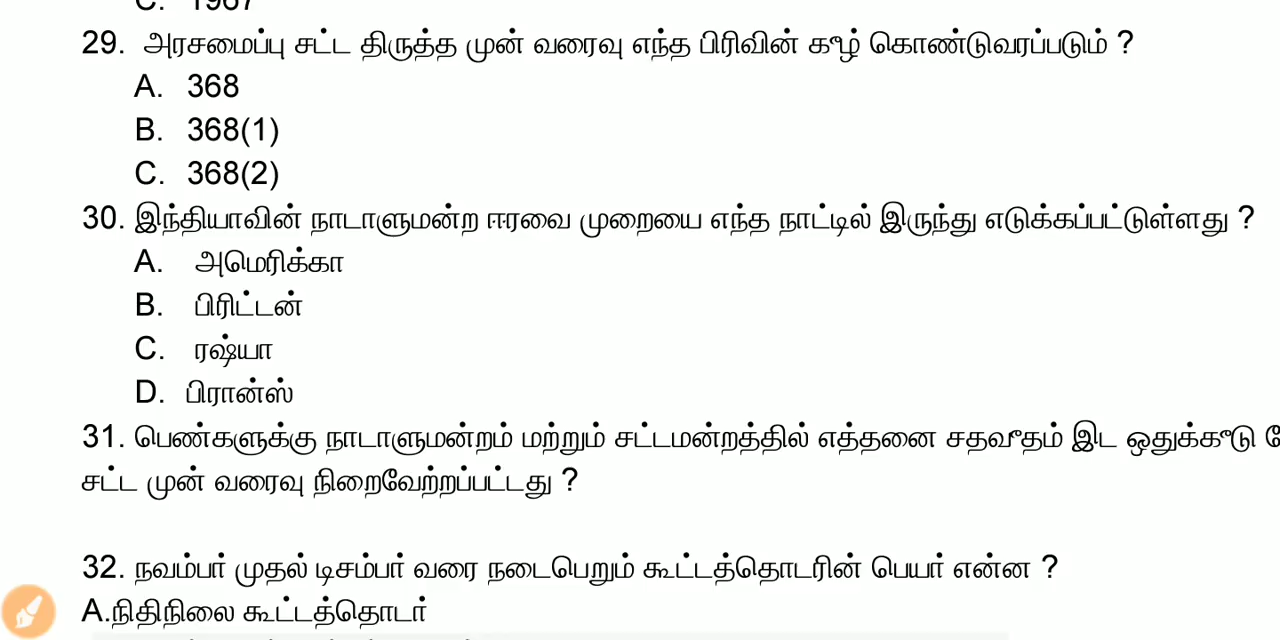 C. 1967
29. அரசமைப்பு சட்ட திருத்த முன் வரைவு எந்த பிரிவின் கீழ் கொண்டுவரப்படும் ?
A. 368
B. 368(1)
C. 368(2)
30. இந்தியாவின் நாடாளுமன்ற ஈரவை முறையை எந்த நாட்டில் இருந்து எடுக்கப்பட்டுள்ளது ?
A. அமெரிக்கா
B. பிரிட்டன்
C. ரஷ்யா
D. பிரான்ஸ்
31. பெண்களுக்கு நாடாளுமன்றம் மற்றும் சட்டமன்றத்தில் எத்தனை சதவீதம் இட ஒதுக்கீடு
சட்ட முன் வரைவு நிறைவேற்றப்பட்டது ?
32. நவம்பர் முதல் டிசம்பர் வரை நடைபெறும் கூட்டத்தொடரின் பெயர் என்ன ?
A.நிதிநிலை கூட்டத்தொடர்